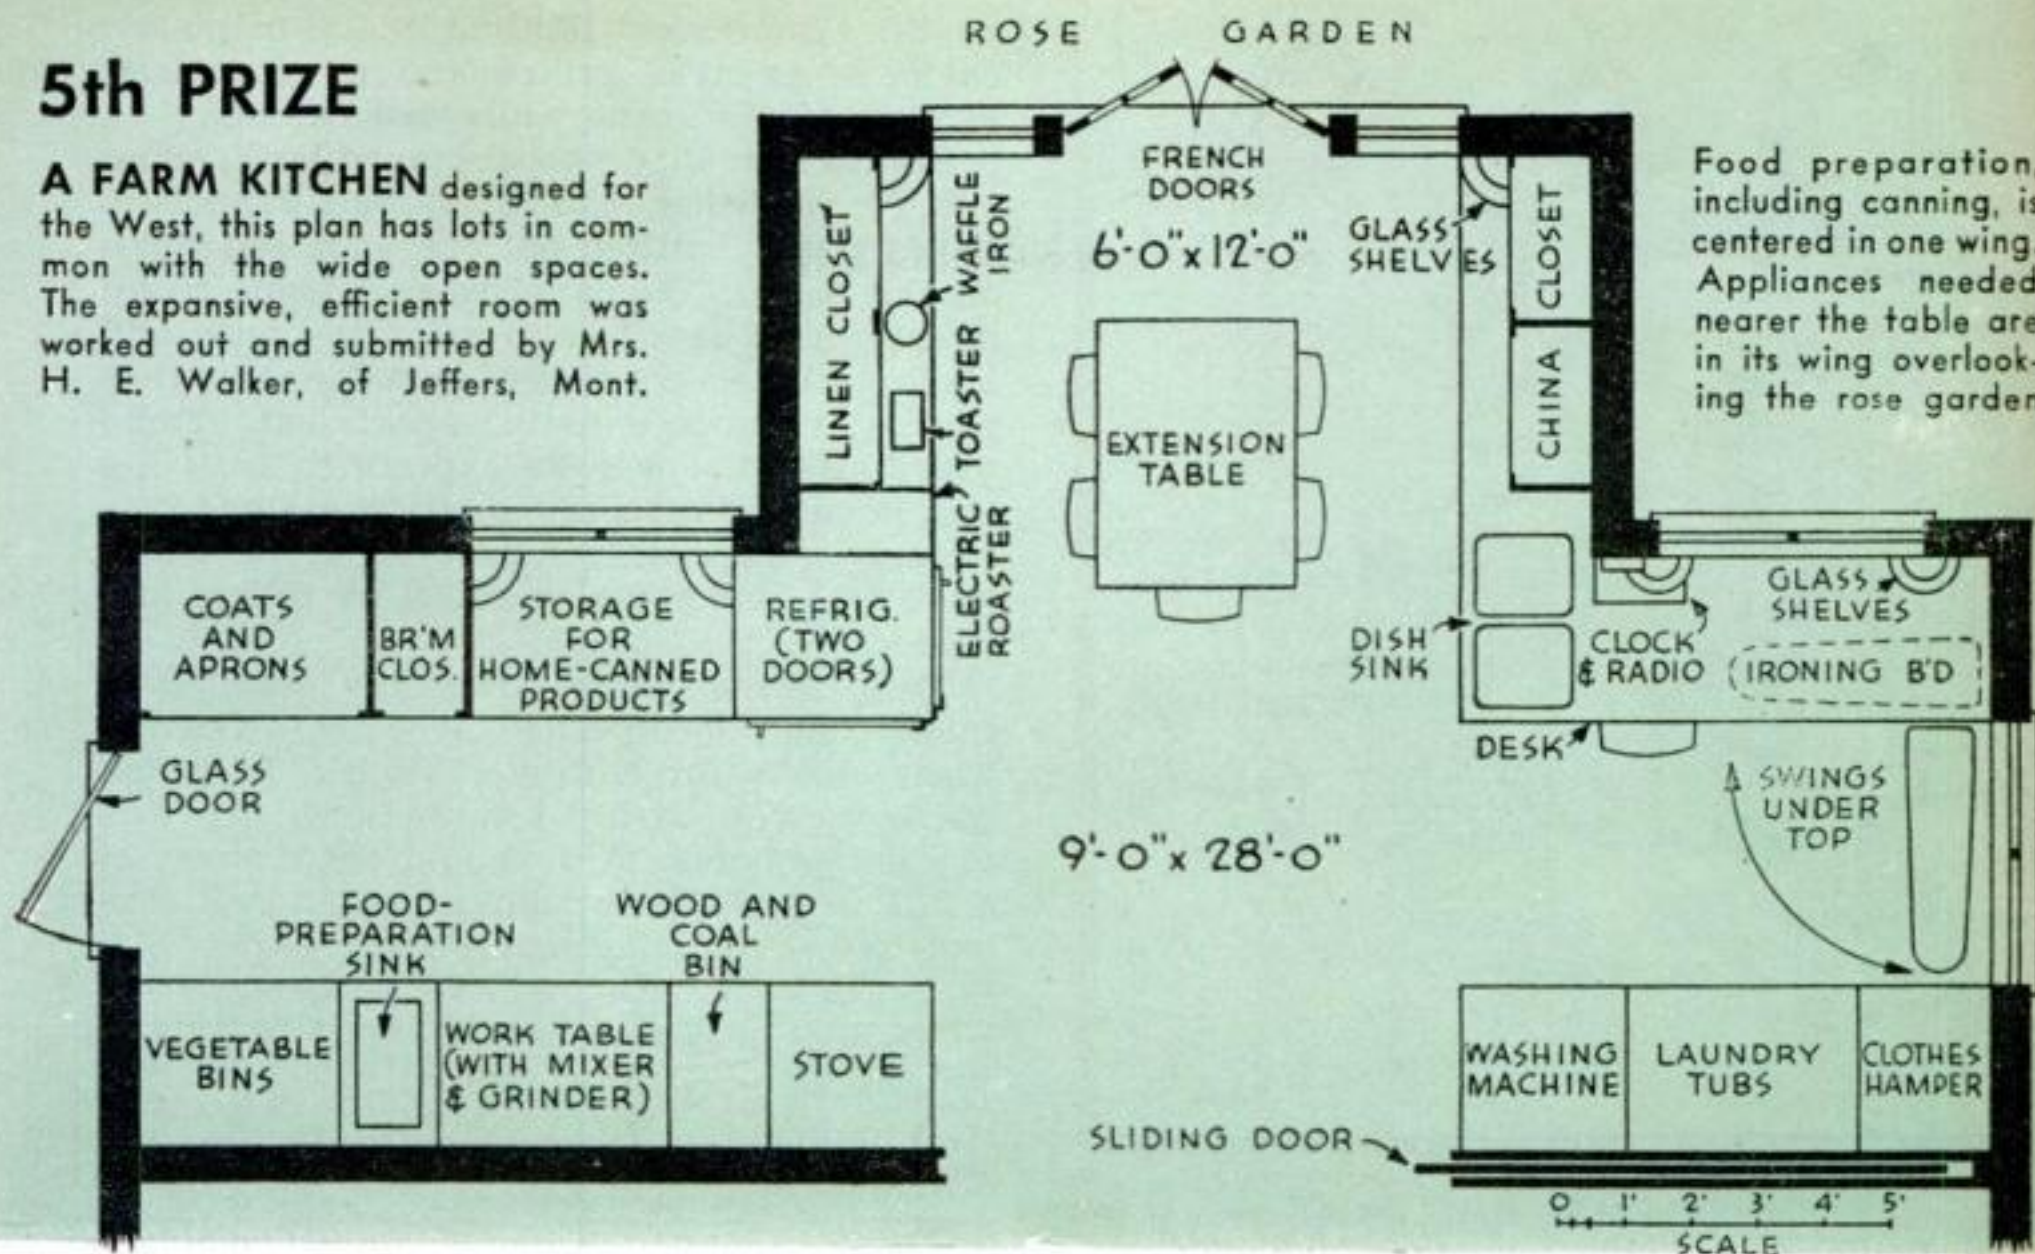 5th PRIZE
A FARM KITCHEN designed for
the West, this plan has lots in com-
mon with the wide open spaces.
The expansive, efficient room was
worked out and submitted by Mrs.
H. E. Walker, of Jeffers, Mont.
ROSE GARDEN
FRENCH
DOORS
6'-0" x 12'-0"
GLASS
SHELVES
LINEN CLOSET
WAFFLE
IRON
TOASTER
ELECTRIC
ROASTER
EXTENSION
TABLE
CHINA CLOSET
Food preparation,
including canning, is
centered in one wing.
Appliances needed
nearer the table are
in its wing overlook-
ing the rose garden
COATS
AND
APRONS
BR'M
CLOS.
STORAGE
FOR
HOME-CANNED
PRODUCTS
REFRIG.
(TWO
DOORS)
DISH
SINK
CLOCK
& RADIO
GLASS
SHELVES
IRONING B'D
DESK
GLASS
DOOR
SWINGS
UNDER
TOP
9'-0" x 28'-0"
FOOD-
PREPARATION
SINK
WOOD AND
COAL
BIN
VEGETABLE
BINS
WORK TABLE
(WITH MIXER
& GRINDER)
STOVE
WASHING
MACHINE
LAUNDRY
TUBS
CLOTHES
HAMPER
SLIDING DOOR
0 1' 2' 3' 4' 5'
SCALE